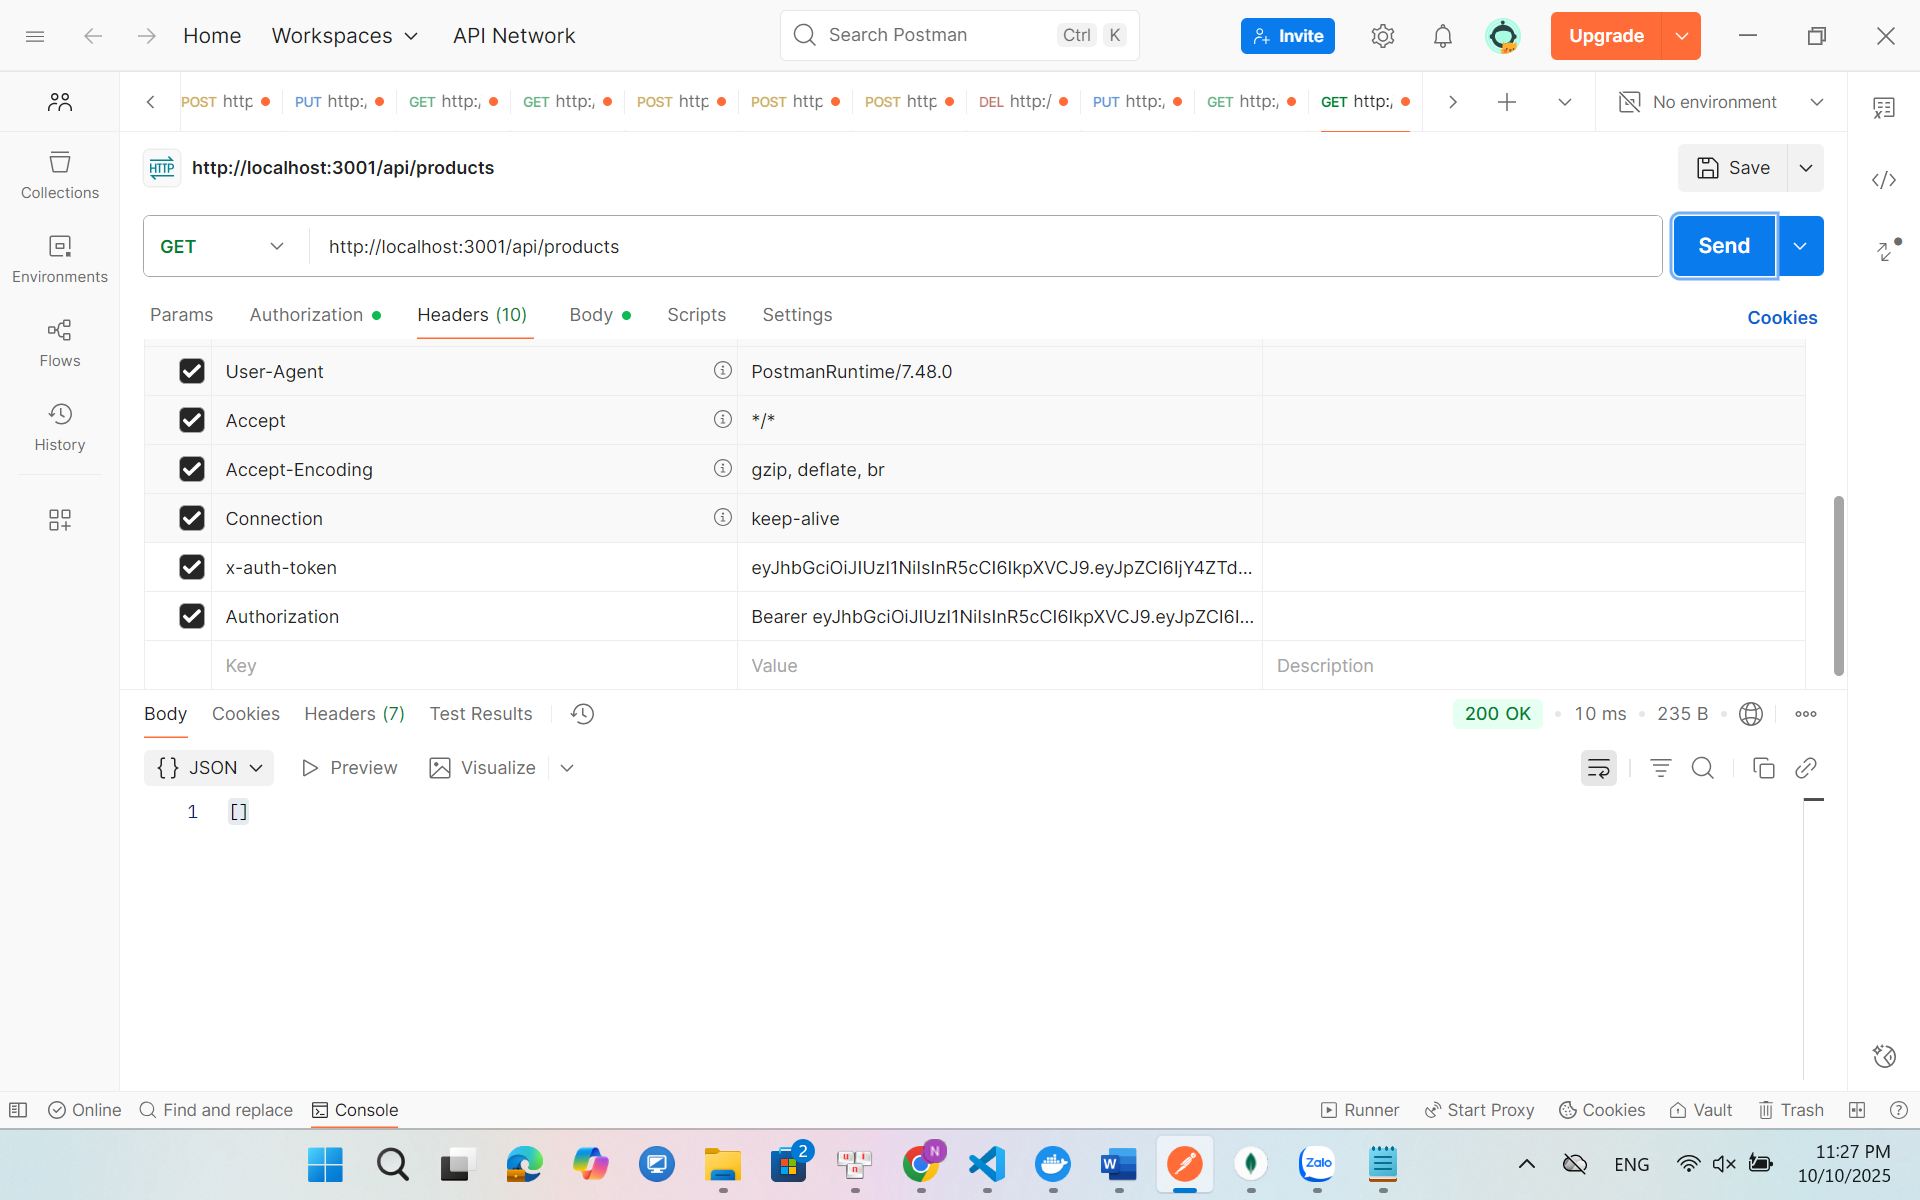 Home Workspaces API Network Search Postman Ctrl K Invite Upgrade
POST http PUT http:/ GET http:/ GET http:/ POST http POST http POST http DEL http:/ PUT http:/ GET http:/ GET http:/ No environment
HTTP http://localhost:3001/api/products Save
Collections
GET http://localhost:3001/api/products Send
Environments
Params Authorization Headers (10) Body Scripts Settings Cookies
Flows
User-Agent PostmanRuntime/7.48.0
Accept */*
History
Accept-Encoding gzip, deflate, br
Connection keep-alive
x-auth-token eyJhbGciOiJIUzI1NiIsInR5cCI6IkpXVCJ9.eyJpZCI6IjY4ZTd...
Authorization Bearer eyJhbGciOiJIUzI1NiIsInR5cCI6IkpXVCJ9.eyJpZCI6I...
Key Value Description
Body Cookies Headers (7) Test Results 200 OK 10 ms 235 B
{} JSON Preview Visualize
1 []
Online Find and replace Console Runner Start Proxy Cookies Vault Trash
2 N W Zalo ENG 11:27 PM
10/10/2025